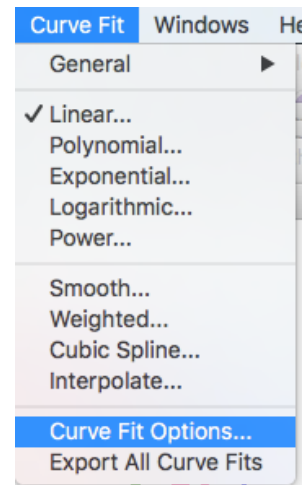 Curve Fit Windows He
General ▶
✓ Linear...
Polynomial...
Exponential...
Logarithmic...
Power...
Smooth...
Weighted...
Cubic Spline...
Interpolate...
Curve Fit Options...
Export All Curve Fits